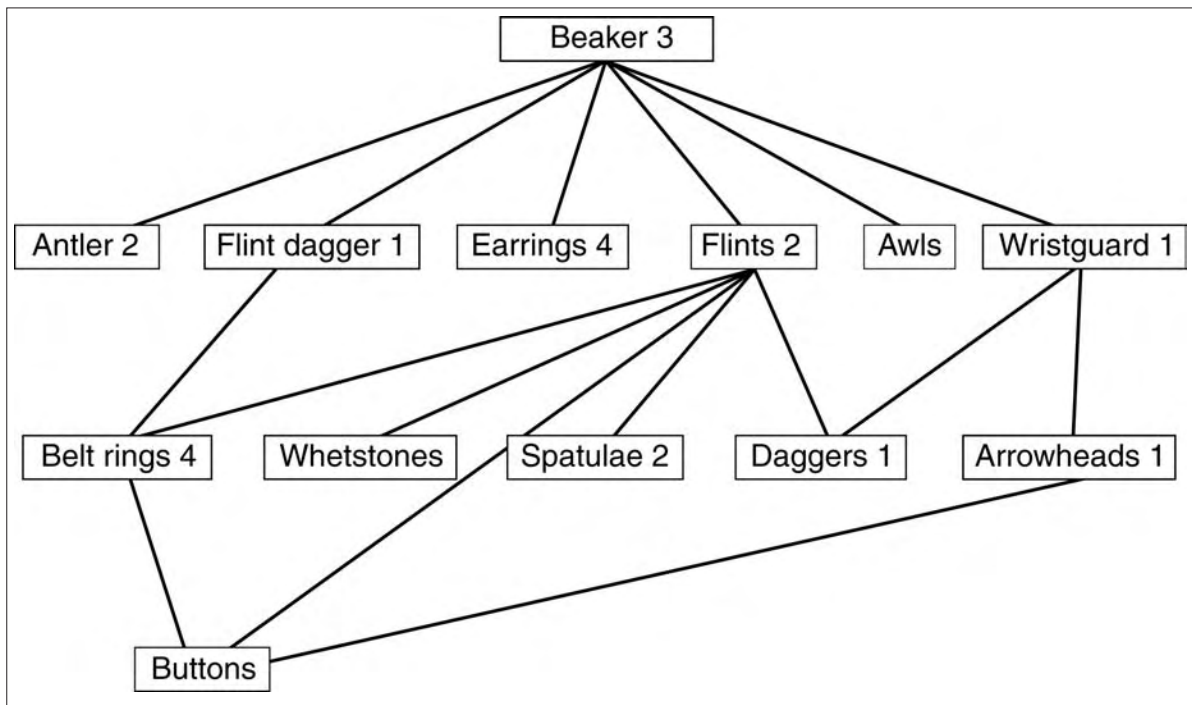 Beaker 3
Antler 2
Flint dagger 1
Earrings 4
Flints 2
Awls
Wristguard 1
Belt rings 4
Whetstones
Spatulae 2
Daggers 1
Arrowheads 1
Buttons